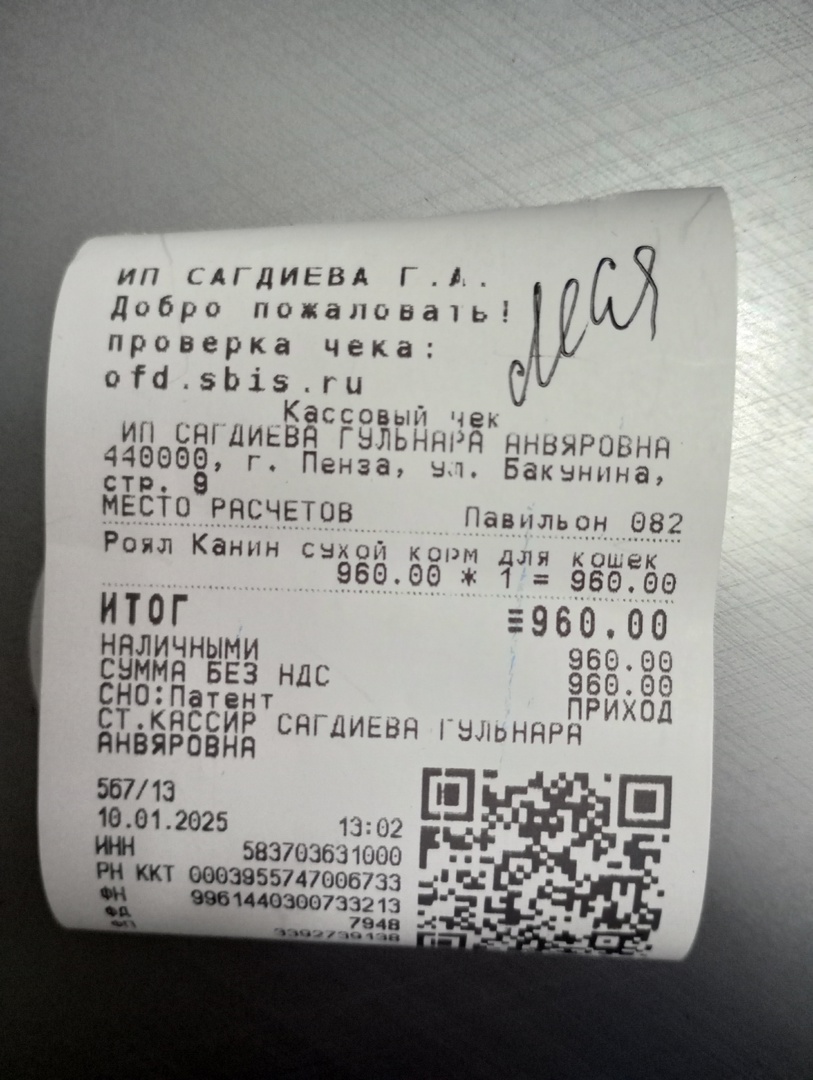 ИП САГДИЕВА Г.А.
Добро пожаловать!
проверка чека:
ofd.sbis.ru
Кассовый чек
ИП САГДИЕВА ГУЛЬНАРА АНВЯРОВНА
440000, г. Пенза, ул. Бакунина,
стр. 9
МЕСТО РАСЧЕТОВ Павильон 082
Роял Канин сухой корм для кошек
960.00 * 1 = 960.00
ИТОГ =960.00
НАЛИЧНЫМИ 960.00
СУММА БЕЗ НДС 960.00
СНО:Патент ПРИХОД
СТ.КАССИР САГДИЕВА ГУЛЬНАРА
АНВЯРОВНА
567/13
10.01.2025 13:02
ИНН 583703631000
РН ККТ 0003955747006733
ФН 9961440300733213
ФД 7948
ФП 3392739138